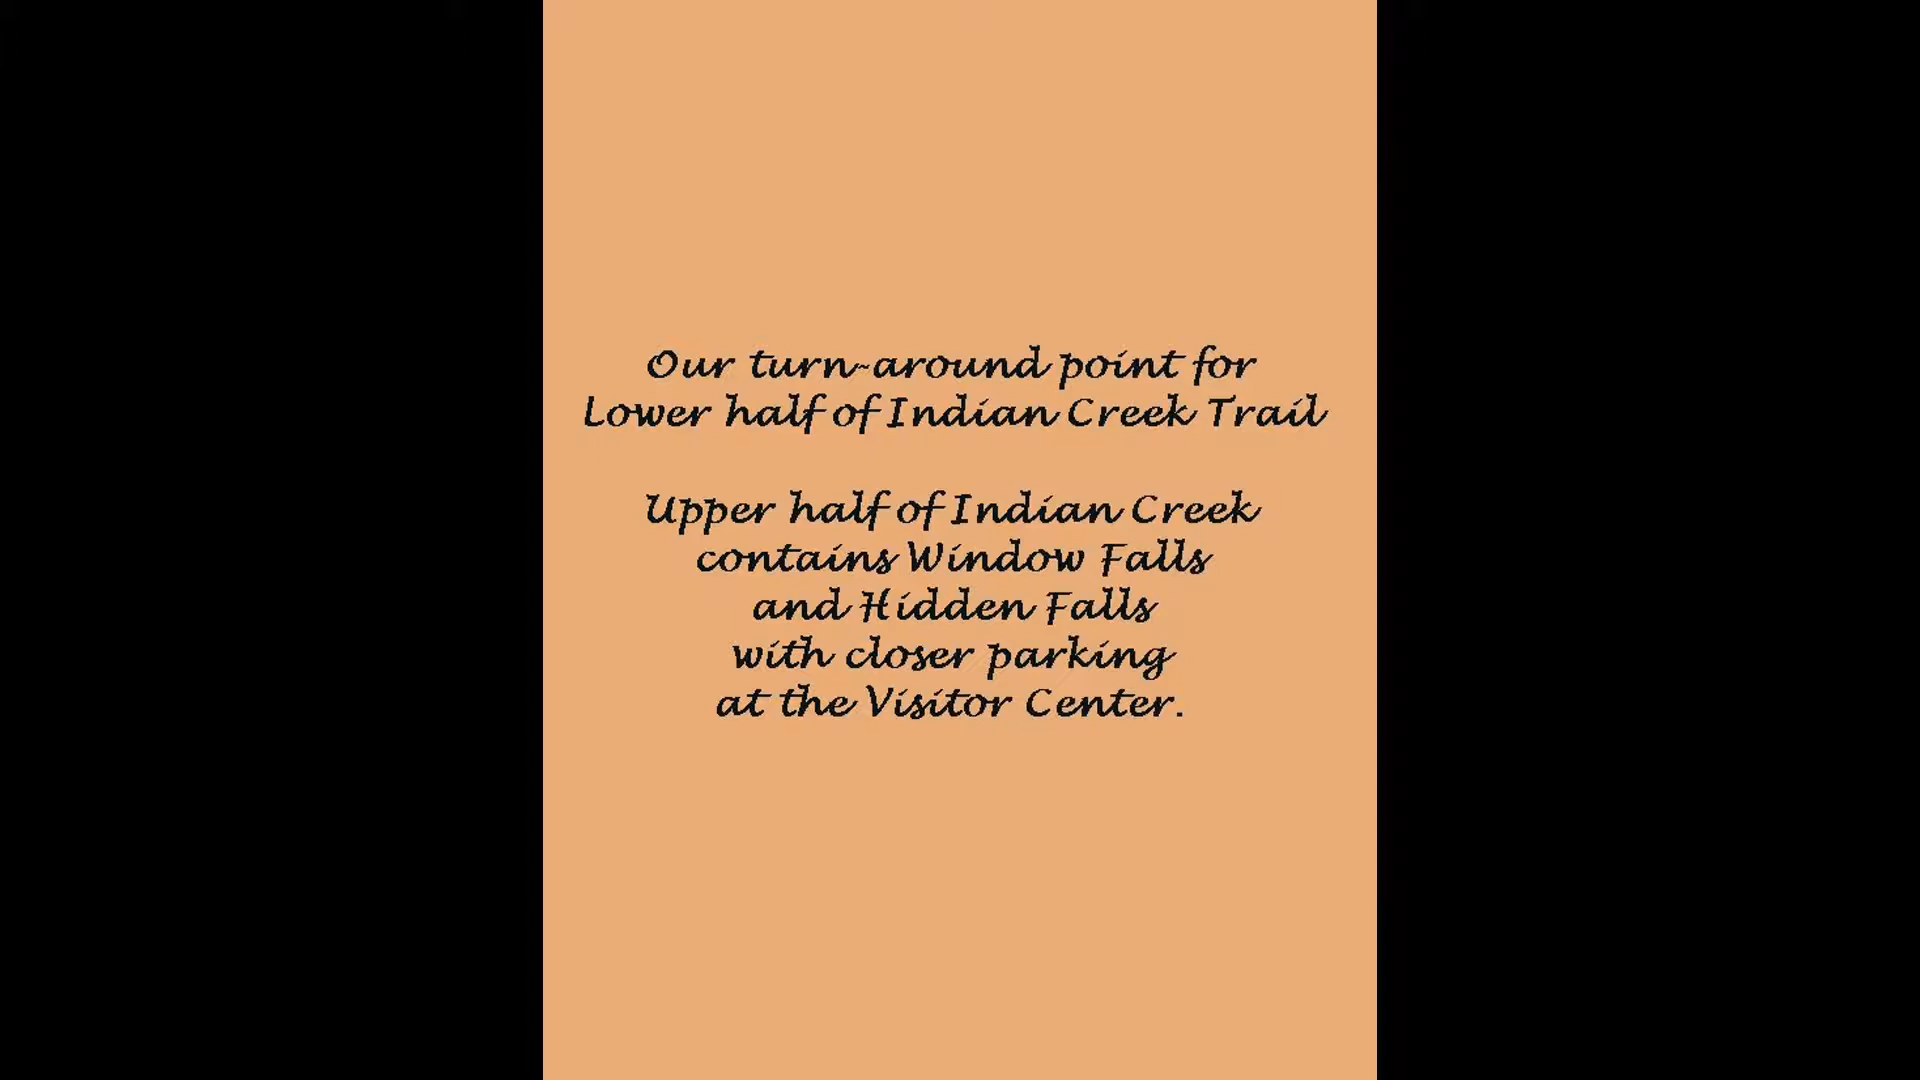 Our turn-around point for
Lower half of Indian Creek Trail
Upper half of Indian Creek
contains Window Falls
and Hidden Falls
with closer parking
at the Visitor Center.